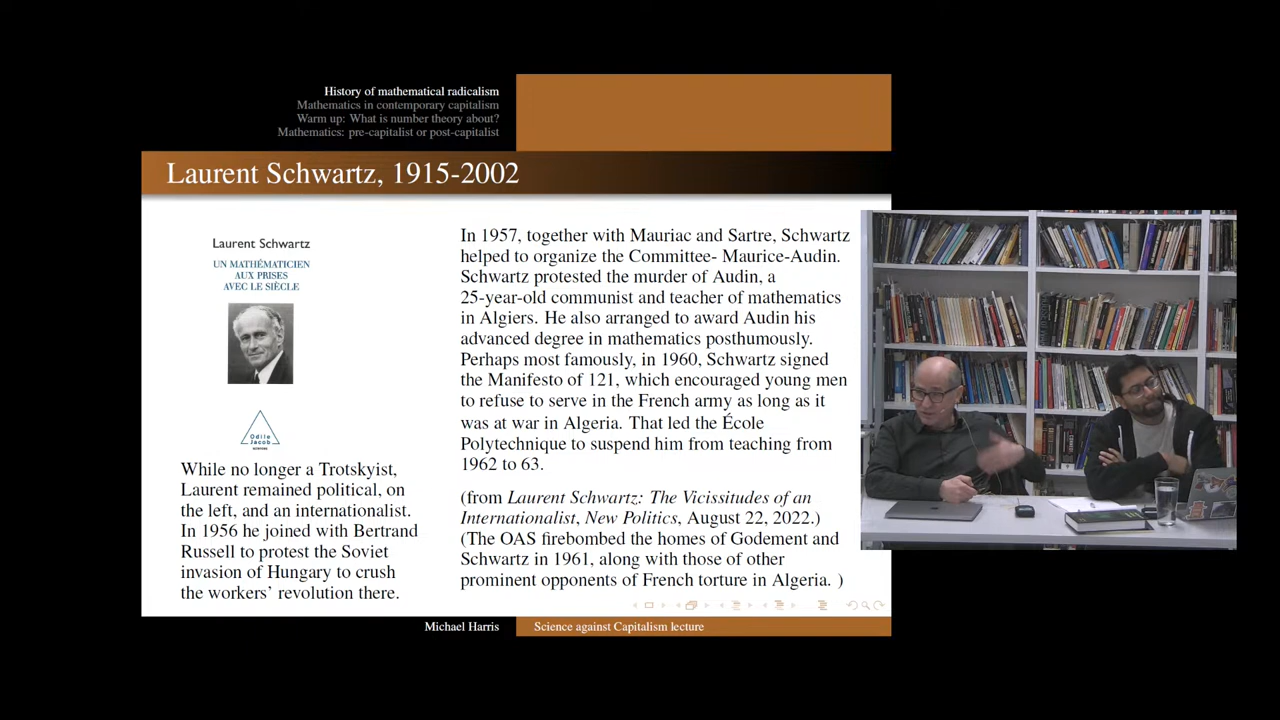 History of mathematical radicalism
Mathematics in contemporary capitalism
Warm up: What is number theory about?
Mathematics: pre-capitalist or post-capitalist
Laurent Schwartz, 1915-2002
Laurent Schwartz
UN MATHÉMATICIEN
AUX PRISES
AVEC LE SIÈCLE
Odile
Jacob
While no longer a Trotskyist,
Laurent remained political, on
the left, and an internationalist.
In 1956 he joined with Bertrand
Russell to protest the Soviet
invasion of Hungary to crush
the workers' revolution there.
In 1957, together with Mauriac and Sartre, Schwartz
helped to organize the Committee- Maurice-Audin.
Schwartz protested the murder of Audin, a
25-year-old communist and teacher of mathematics
in Algiers. He also arranged to award Audin his
advanced degree in mathematics posthumously.
Perhaps most famously, in 1960, Schwartz signed
the Manifesto of 121, which encouraged young men
to refuse to serve in the French army as long as it
was at war in Algeria. That led the École
Polytechnique to suspend him from teaching from
1962 to 63.
(from Laurent Schwartz: The Vicissitudes of an
Internationalist, New Politics, August 22, 2022.)
(The OAS firebombed the homes of Godement and
Schwartz in 1961, along with those of other
prominent opponents of French torture in Algeria. )
Michael Harris
Science against Capitalism lecture